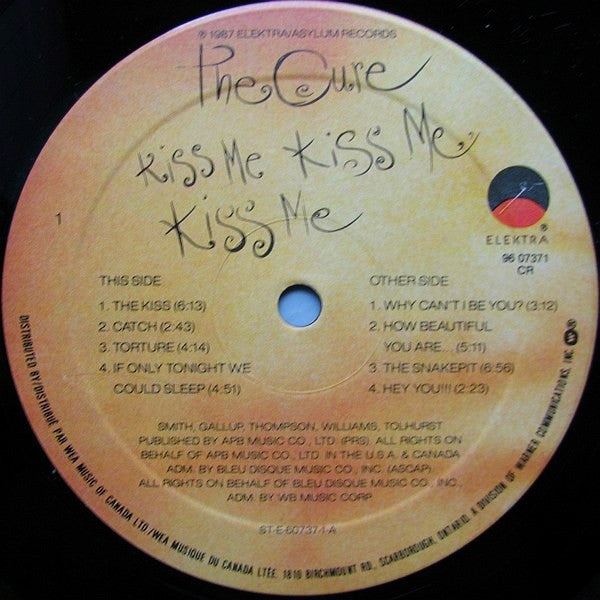 ℗ 1987 ELEKTRA/ASYLUM RECORDS
The Cure
Kiss Me Kiss Me
Kiss Me
1
ELEKTRA®
96 07371
CR
THIS SIDE
1. THE KISS (6:13)
2. CATCH (2:43)
3. TORTURE (4:14)
4. IF ONLY TONIGHT WE
COULD SLEEP (4:51)
OTHER SIDE
1. WHY CAN'T I BE YOU? (3:12)
2. HOW BEAUTIFUL
YOU ARE... (5:11)
3. THE SNAKEPIT (6:56)
4. HEY YOU!!! (2:23)
SMITH, GALLUP, THOMPSON, WILLIAMS, TOLHURST
PUBLISHED BY APB MUSIC CO., LTD. (PRS). ALL RIGHTS ON
BEHALF OF APB MUSIC CO., LTD. IN THE U.S.A. & CANADA
ADM. BY BLEU DISQUE MUSIC CO., INC. (ASCAP).
ALL RIGHTS ON BEHALF OF BLEU DISQUE MUSIC CO., INC.,
ADM. BY WB MUSIC CORP.
ST-E-60737-1-A
DISTRIBUTED BY/DISTRIBUÉ PAR WEA MUSIC OF CANADA LTD./WEA MUSIQUE DU CANADA LTÉE. 1810 BIRCHMOUNT RD., SCARBOROUGH, ONTARIO. A DIVISION OF WARNER COMMUNICATIONS, INC.